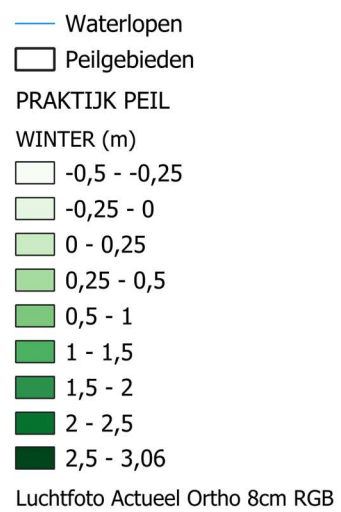 Waterlopen
Peilgebieden
PRAKTIJK PEIL
WINTER (m)
-0,5 - -0,25
-0,25 - 0
0 - 0,25
0,25 - 0,5
0,5 - 1
1 - 1,5
1,5 - 2
2 - 2,5
2,5 - 3,06
Luchtfoto Actueel Ortho 8cm RGB